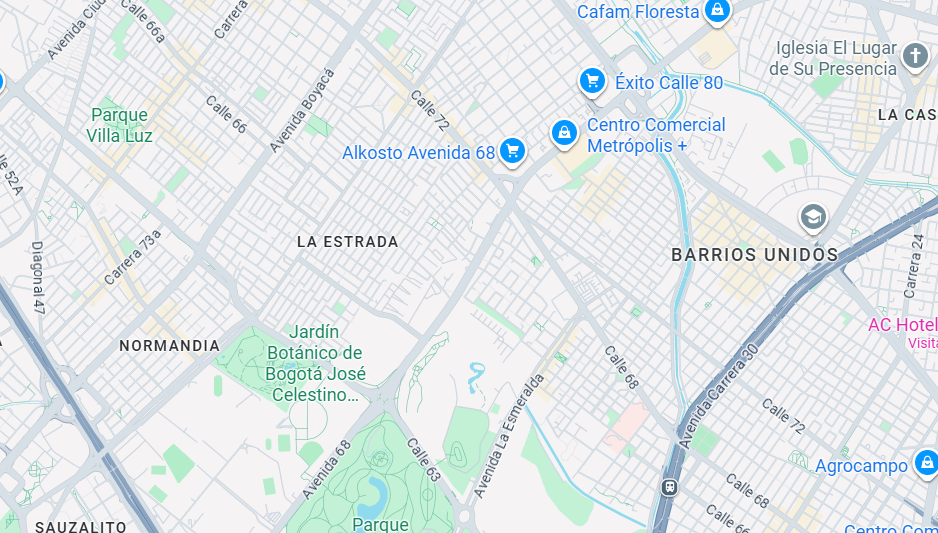 Calle 66a
Carrera
Cafam Floresta
Avenida Ciud
Iglesia El Lugar
de Su Presencia
Avenida Boyacá
Éxito Calle 80
Calle 72
Calle 66
Parque
Villa Luz
LA CAS
Centro Comercial
Metrópolis +
Alkosto Avenida 68
lle 52A
LA ESTRADA
Carrera 73a
Diagonal 47
BARRIOS UNIDOS
Carrera 24
AC Hotel
Visita
NORMANDIA
Jardín
Botánico de
Bogotá José
Celestino...
Calle 68
Avenida Carrera 30
Avenida La Esmeralda
Calle 72
Avenida 68
Calle 63
Agrocampo
Calle 68
Calle 66
SAUZALITO
Parque
Centro Com